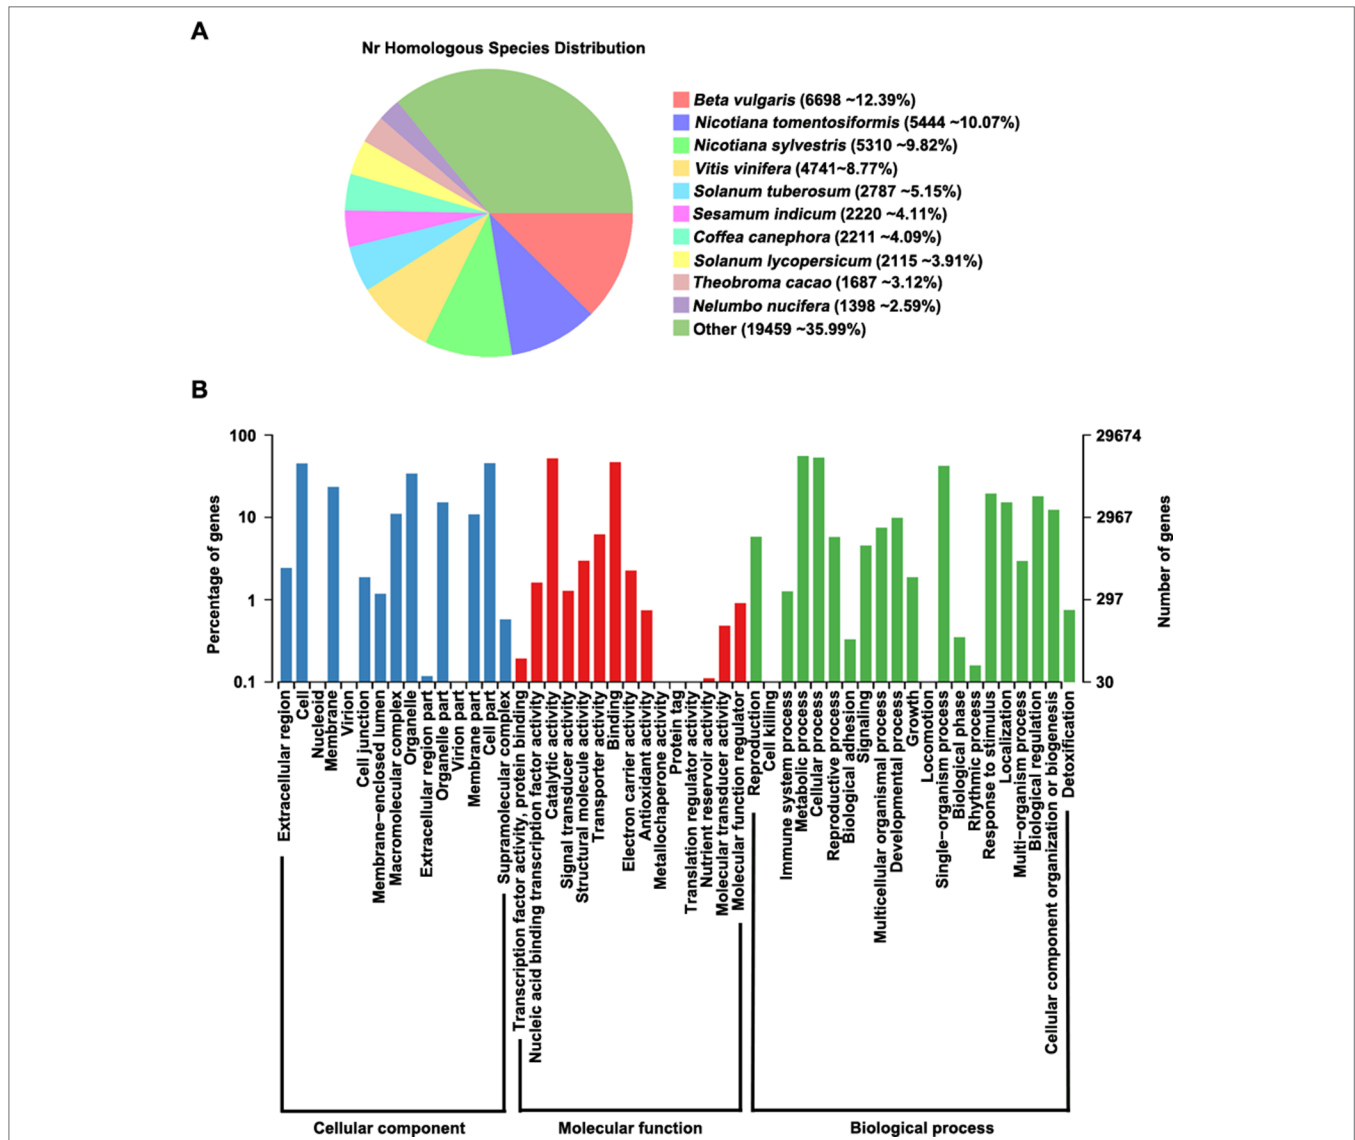 A
Nr Homologous Species Distribution
Beta vulgaris (6698 ~12.39%)
Nicotiana tomentosiformis (5444 ~10.07%)
Nicotiana sylvestris (5310 ~9.82%)
Vitis vinifera (4741~8.77%)
Solanum tuberosum (2787 ~5.15%)
Sesamum indicum (2220 ~4.11%)
Coffea canephora (2211 ~4.09%)
Solanum lycopersicum (2115 ~3.91%)
Theobroma cacao (1687 ~3.12%)
Nelumbo nucifera (1398 ~2.59%)
Other (19459 ~35.99%)
B
Percentage of genes
100
10
1
0.1
29674
2967
297
30
Number of genes
Extracellular region
Cell
Nucleoid
Membrane
Virion
Cell junction
Membrane−enclosed lumen
Macromolecular complex
Organelle
Extracellular region part
Organelle part
Virion part
Membrane part
Cell part
Supramolecular complex
Transcription factor activity, protein binding
Nucleic acid binding transcription factor activity
Catalytic activity
Signal transducer activity
Structural molecule activity
Transporter activity
Binding
Electron carrier activity
Antioxidant activity
Metallochaperone activity
Protein tag
Translation regulator activity
Nutrient reservoir activity
Molecular transducer activity
Molecular function regulator
Reproduction
Cell killing
Immune system process
Metabolic process
Cellular process
Reproductive process
Biological adhesion
Signaling
Multicellular organismal process
Developmental process
Growth
Locomotion
Single−organism process
Biological phase
Rhythmic process
Response to stimulus
Localization
Multi−organism process
Biological regulation
Cellular component organization or biogenesis
Detoxification
Cellular component
Molecular function
Biological process